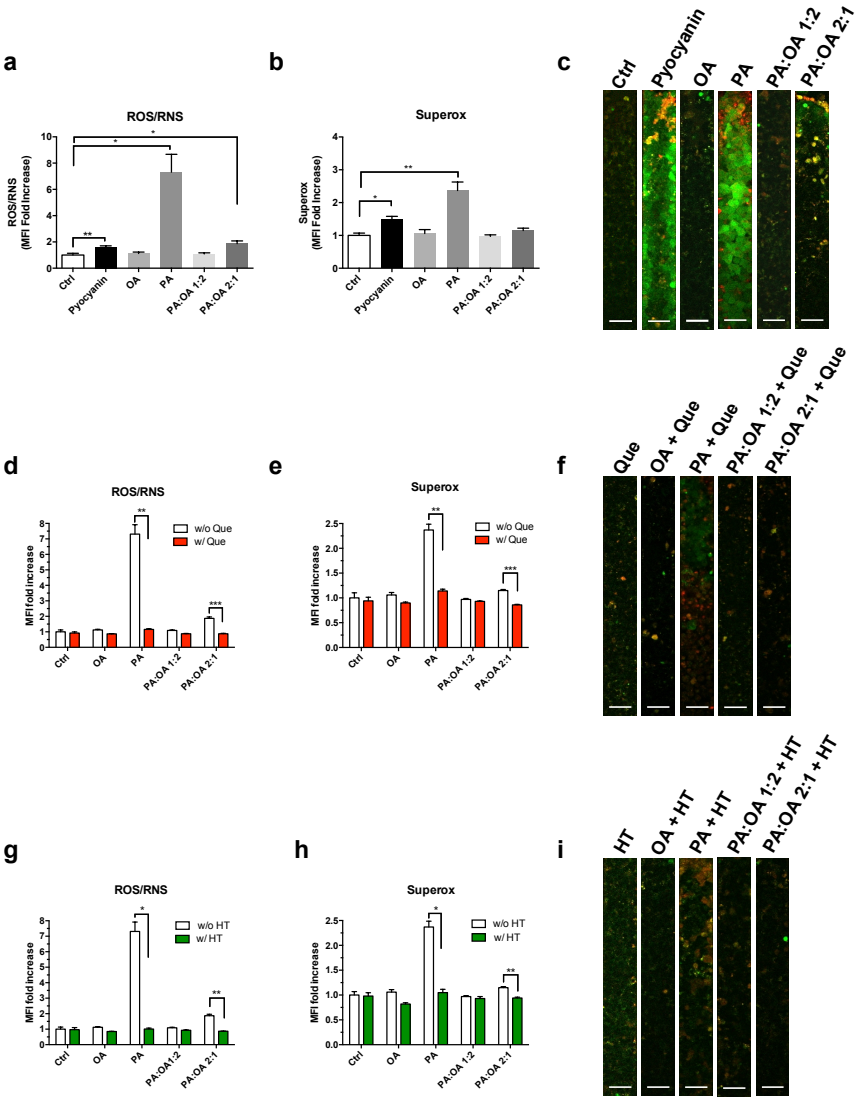 a
ROS/RNS
ROS/RNS
(MFI Fold Increase)
10
8
6
4
2
0
*
*
**
Ctrl
Pyocyanin
OA
PA
PA:OA 1:2
PA:OA 2:1
b
Superox
Superox
(MFI Fold Increase)
4
3
2
1
0
**
*
Ctrl
Pyocyanin
OA
PA
PA:OA 1:2
PA:OA 2:1
c
Ctrl
Pyocyanin
OA
PA
PA:OA 1:2
PA:OA 2:1
d
ROS/RNS
MFI fold increase
8
7
6
5
4
3
2
1
0
**
***
w/o Que
w/ Que
Ctrl
OA
PA
PA:OA 1:2
PA:OA 2:1
e
Superox
MFI fold increase
2.5
2.0
1.5
1.0
0.5
0.0
**
***
w/o Que
w/ Que
Ctrl
OA
PA
PA:OA 1:2
PA:OA 2:1
f
Que
OA + Que
PA + Que
PA:OA 1:2 + Que
PA:OA 2:1 + Que
g
ROS/RNS
MFI fold increase
8
7
6
5
4
3
2
1
0
*
**
w/o HT
w/ HT
Ctrl
OA
PA
PA:OA1:2
PA:OA 2:1
h
Superox
MFI fold increase
2.5
2.0
1.5
1.0
0.5
0.0
*
**
w/o HT
w/ HT
Ctrl
OA
PA
PA:OA 1:2
PA:OA 2:1
i
HT
OA + HT
PA + HT
PA:OA 1:2 + HT
PA:OA 2:1 + HT